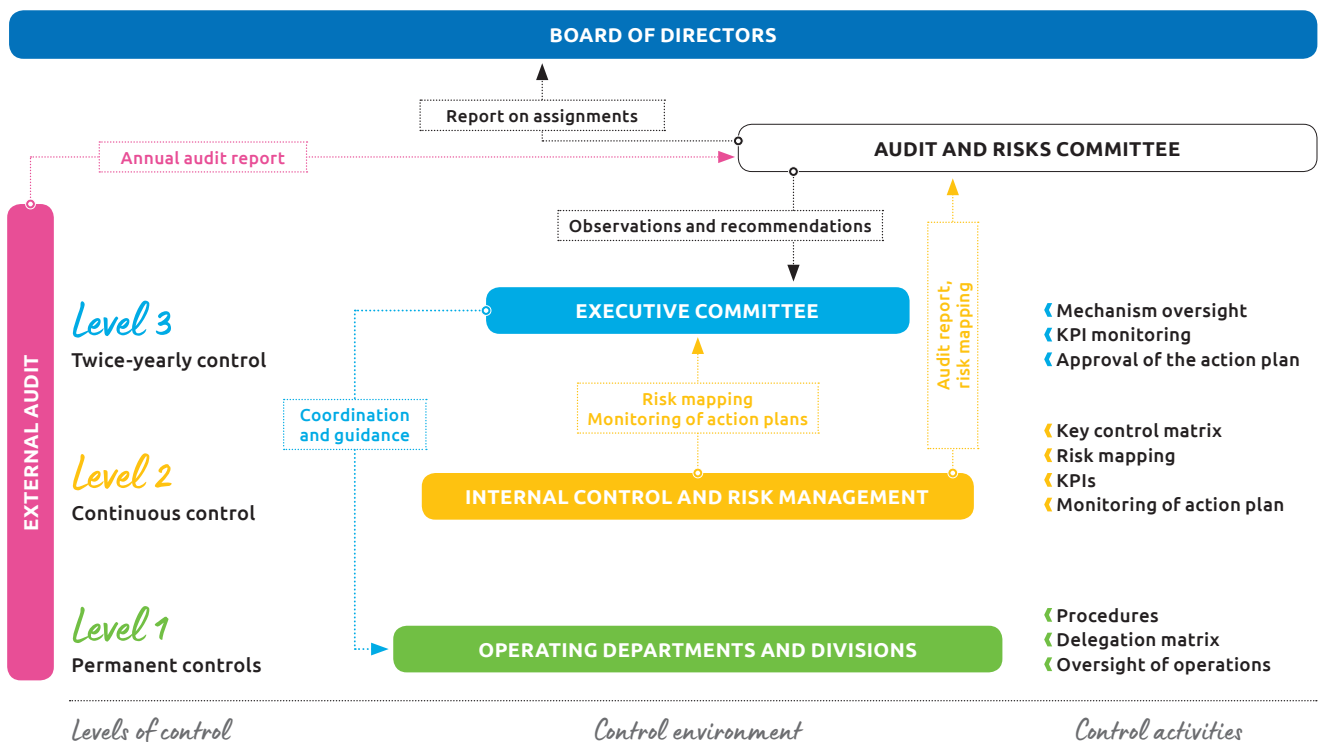 BOARD OF DIRECTORS
Report on assignments
Annual audit report
AUDIT AND RISKS COMMITTEE
Observations and recommendations
EXTERNAL AUDIT
Level 3
Twice-yearly control
EXECUTIVE COMMITTEE
Audit report,
risk mapping
Mechanism oversight
KPI monitoring
Approval of the action plan
Coordination
and guidance
Risk mapping
Monitoring of action plans
Level 2
Continuous control
INTERNAL CONTROL AND RISK MANAGEMENT
Key control matrix
Risk mapping
KPIs
Monitoring of action plan
Level 1
Permanent controls
OPERATING DEPARTMENTS AND DIVISIONS
Procedures
Delegation matrix
Oversight of operations
Levels of control
Control environment
Control activities